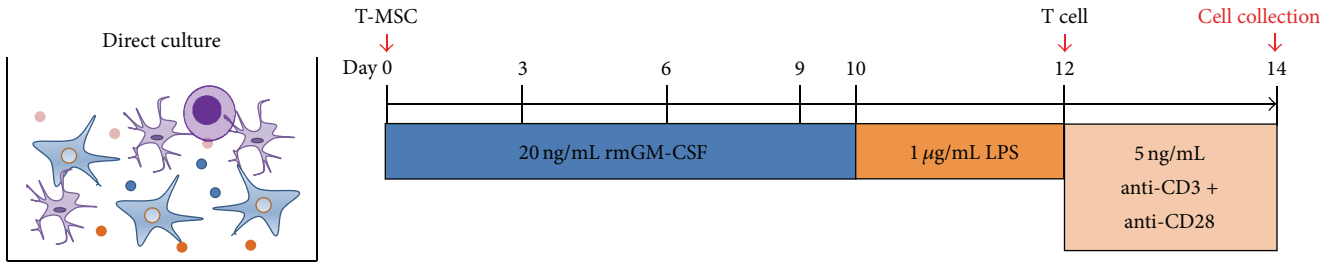 Direct culture
T-MSC
T cell
Cell collection
Day 0
3
6
9
10
12
14
20 ng/mL rmGM-CSF
1 μg/mL LPS
5 ng/mL
anti-CD3 +
anti-CD28